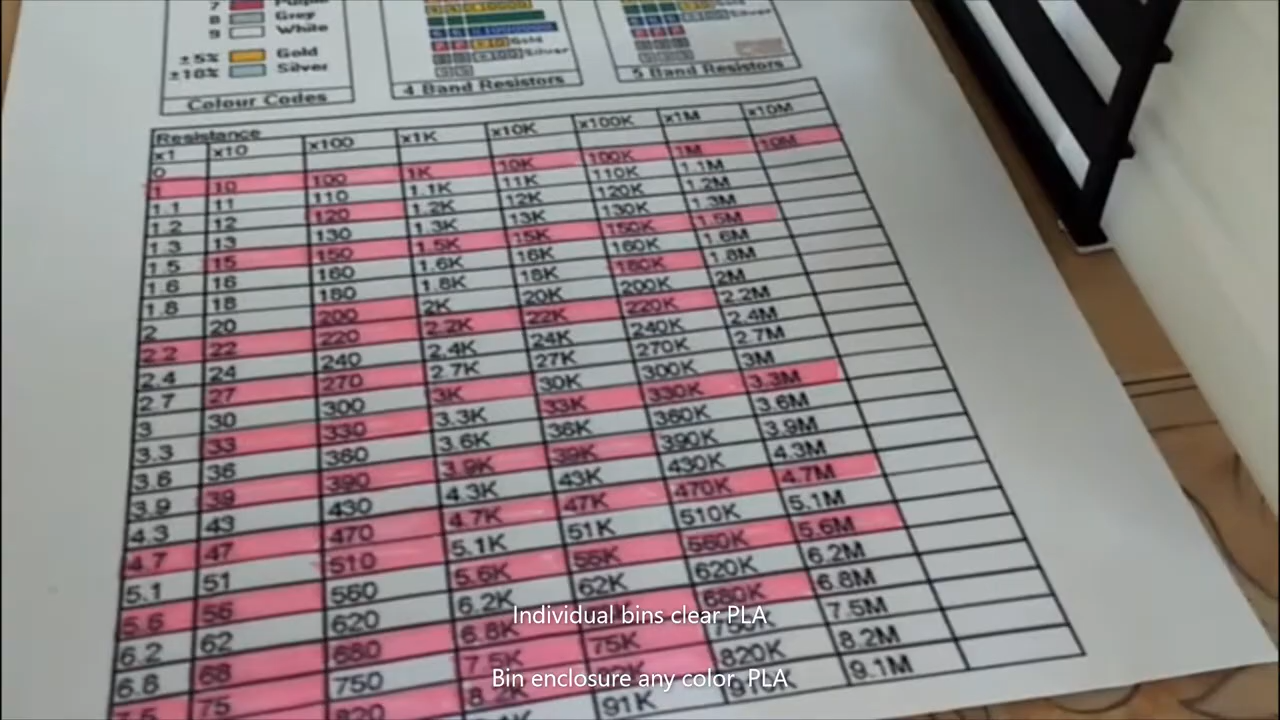 7 Purple
8 Grey
9 White
±5% Gold
±10% Silver
Colour Codes
Gold
Silver
4 Band Resistors
Silver
5 Band Resistors
Resistance
x1 x10 x100 x1K x10K x100K x1M x10M
0
1 10 100 1K 10K 100K 1M 10M
1.1 11 110 1.1K 11K 110K 1.1M
1.2 12 120 1.2K 12K 120K 1.2M
1.3 13 130 1.3K 13K 130K 1.3M
1.5 15 150 1.5K 15K 150K 1.5M
1.6 16 160 1.6K 16K 160K 1.6M
1.8 18 180 1.8K 18K 180K 1.8M
2 20 200 2K 20K 200K 2M
2.2 22 220 2.2K 22K 220K 2.2M
2.4 24 240 2.4K 24K 240K 2.4M
2.7 27 270 2.7K 27K 270K 2.7M
3 30 300 3K 30K 300K 3M
3.3 33 330 3.3K 33K 330K 3.3M
3.6 36 360 3.6K 36K 360K 3.6M
3.9 39 390 3.9K 39K 390K 3.9M
4.3 43 430 4.3K 43K 430K 4.3M
4.7 47 470 4.7K 47K 470K 4.7M
5.1 51 510 5.1K 51K 510K 5.1M
5.6 56 560 5.6K 56K 560K 5.6M
6.2 62 620 6.2K 62K 620K 6.2M
6.8 68 680 6.8K 680K 6.8M
7.5 75 750 7.5K 75K 750K 7.5M
820 820K 8.2M
91K 9.1M
Individual bins clear PLA
Bin enclosure any color PLA